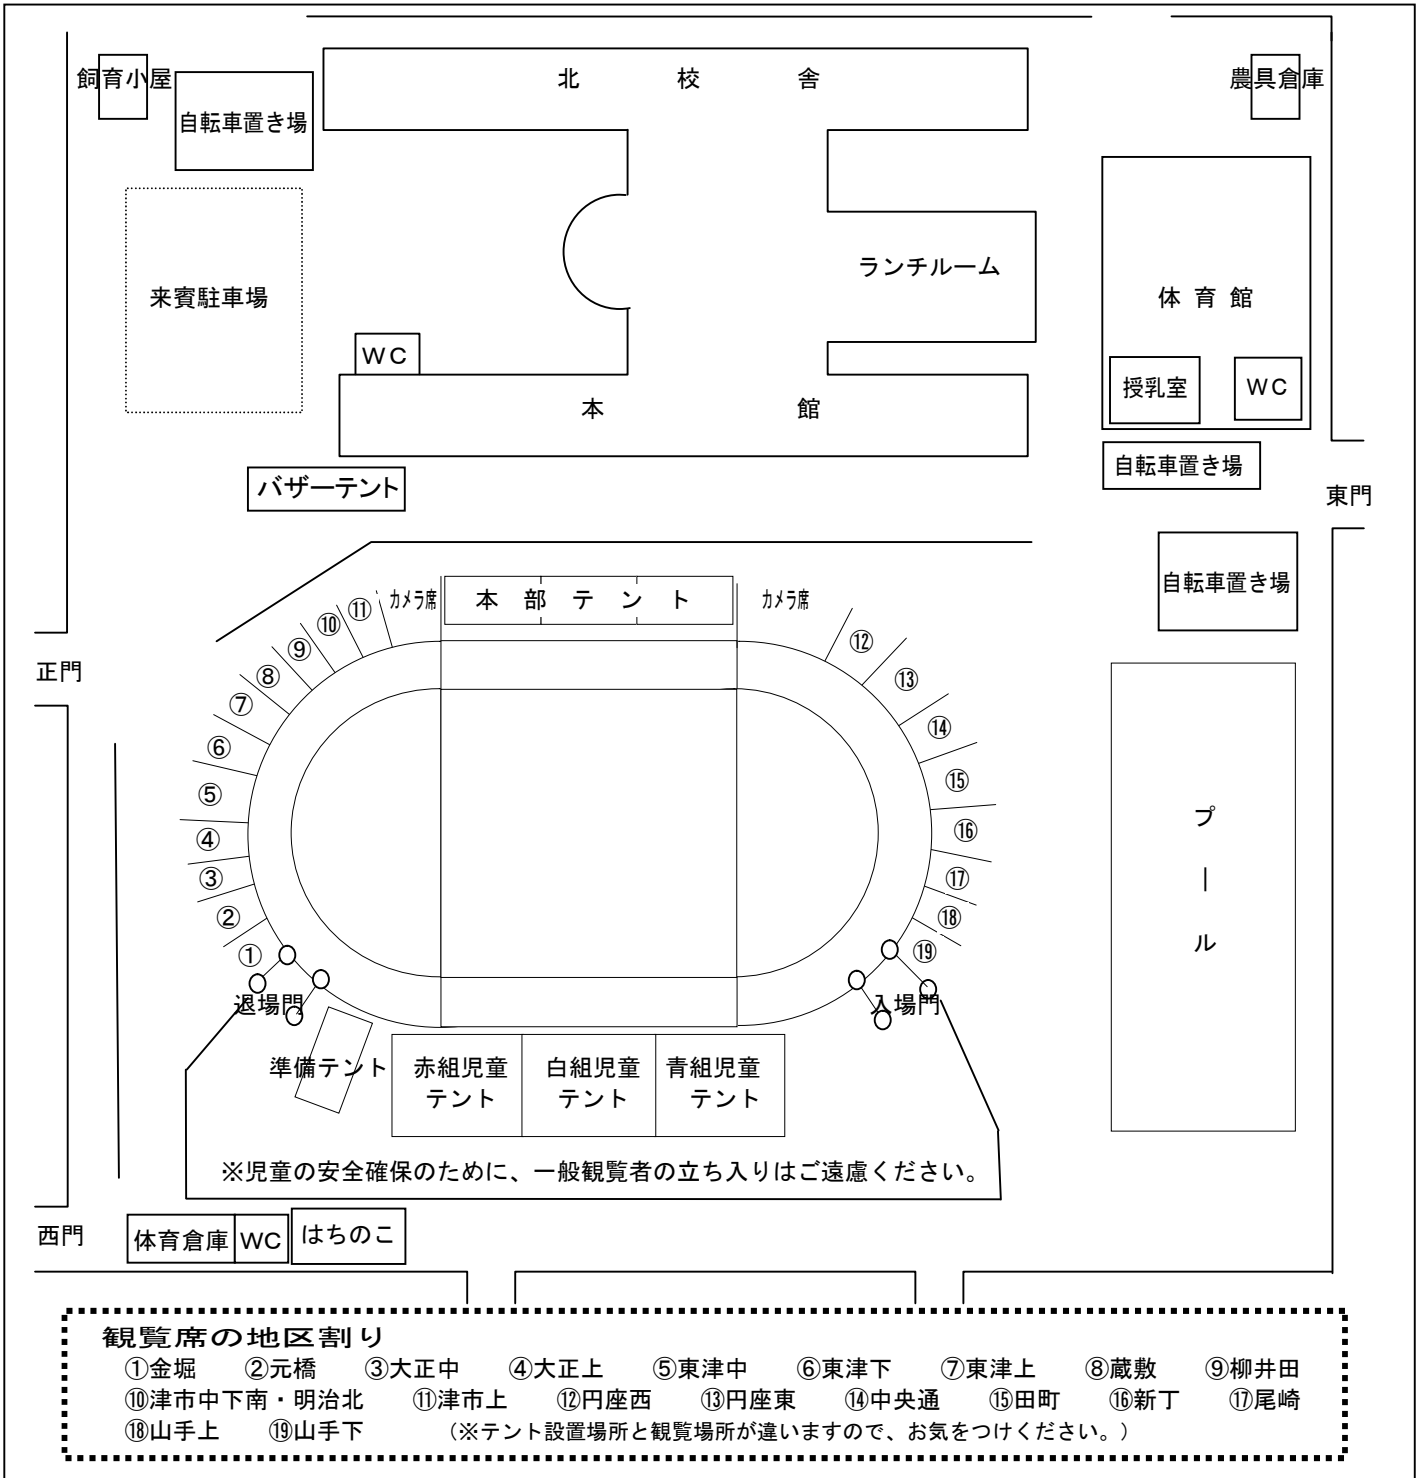 飼育小屋
自転車置き場
北校舎
農具倉庫
来賓駐車場
ランチルーム
体育館
WC
授乳室
WC
本館
自転車置き場
バザーテント
東門
自転車置き場
カメラ席
本部テント
カメラ席
正門
⑪
⑩
⑨
⑧
⑦
⑥
⑤
④
③
②
①
⑫
⑬
⑭
⑮
⑯
⑰
⑱
⑲
プール
退場門
入場門
準備テント
赤組児童
テント
白組児童
テント
青組児童
テント
※児童の安全確保のために、一般観覧者の立ち入りはご遠慮ください。
西門
体育倉庫
WC
はちのこ
観覧席の地区割り
①金堀 ②元橋 ③大正中 ④大正上 ⑤東津中 ⑥東津下 ⑦東津上 ⑧蔵敷 ⑨柳井田
⑩津市中下南・明治北 ⑪津市上 ⑫円座西 ⑬円座東 ⑭中央通 ⑮田町 ⑯新丁 ⑰尾崎
⑱山手上 ⑲山手下 （※テント設置場所と観覧場所が違いますので、お気をつけください。）